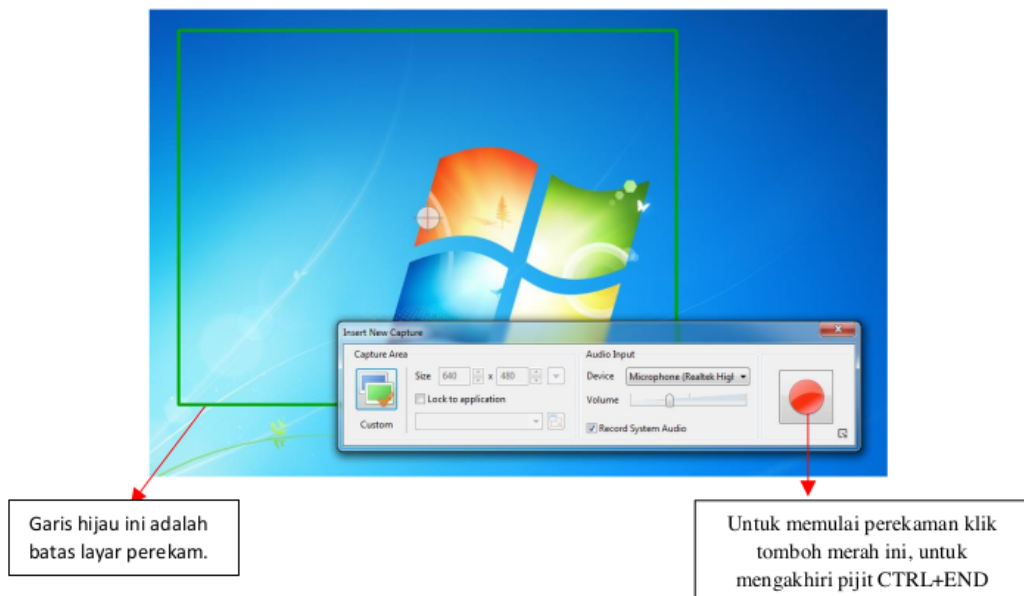 Insert New Capture
Capture Area
Size 640 x 480
Lock to application
Custom
Audio Input
Device Microphone (Realtek Higl
Volume
Record System Audio
Garis hijau ini adalah
batas layar perekam.
Untuk memulai perekaman klik
tomboh merah ini, untuk
mengakhiri pijit CTRL+END